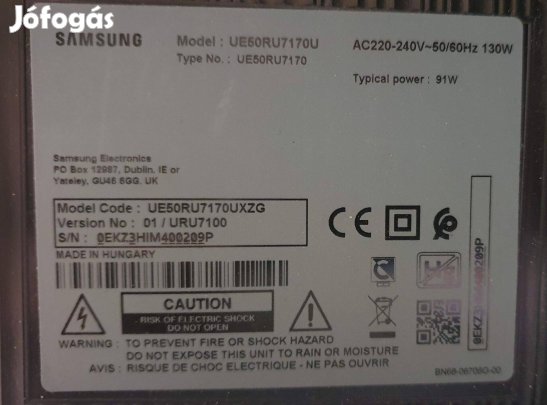 Jófogás
SAMSUNG
Model : UE50RU7170U
Type No. : UE50RU7170
AC220-240V~50/60Hz 130W
Typical power : 91W
Samsung Electronics
PO Box 12987, Dublin. IE or
Yateley, GU46 6GG, UK
Model Code : UE50RU7170UXZG
Version No : 01 / URU7100
S/N : 0EKZ3HIM400209P
MADE IN HUNGARY
CE EAC
0EKZ3HIM400209P
CAUTION
RISK OF ELECTRIC SHOCK
DO NOT OPEN
WARNING : TO PREVENT FIRE OR SHOCK HAZARD
DO NOT EXPOSE THIS UNIT TO RAIN OR MOISTURE
AVIS : RISQUE DE CHOC ELECTRIQUE - NE PAS OUVRIR